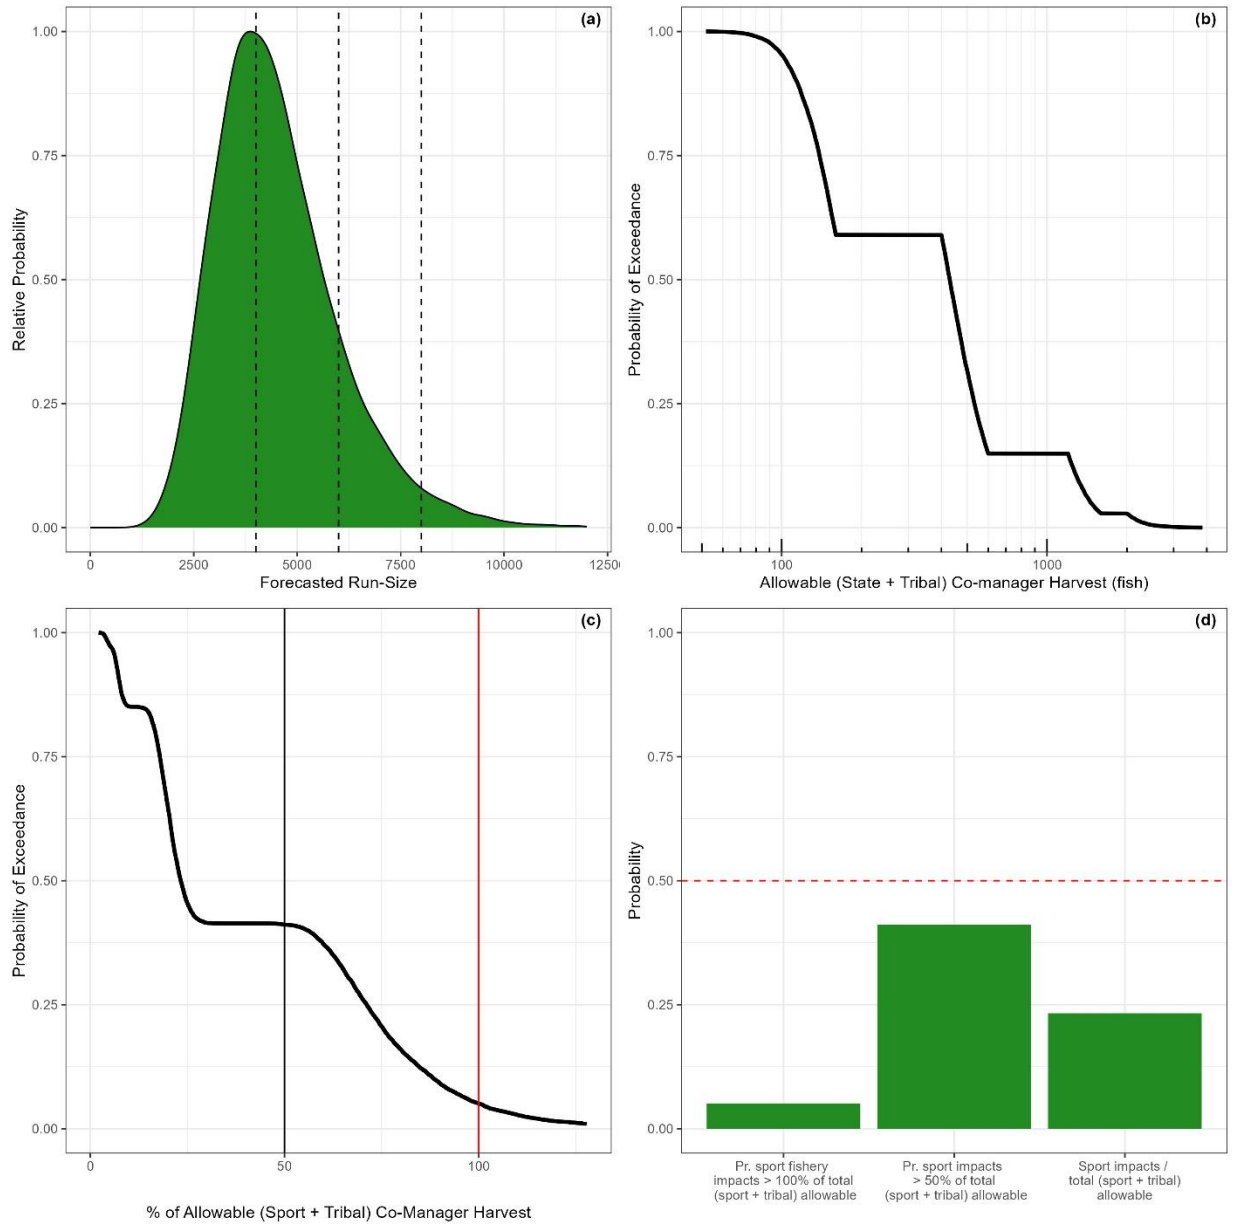 (a)
1.00
0.75
0.50
0.25
0.00
Relative Probability
0 2500 5000 7500 10000 12500
Forecasted Run-Size
(b)
1.00
0.75
0.50
0.25
0.00
Probability of Exceedance
100 1000
Allowable (State + Tribal) Co-manager Harvest (fish)
(c)
1.00
0.75
0.50
0.25
0.00
Probability of Exceedance
0 50 100
% of Allowable (Sport + Tribal) Co-Manager Harvest
(d)
1.00
0.75
0.50
0.25
0.00
Probability
Pr. sport fishery
impacts > 100% of total
(sport + tribal) allowable
Pr. sport impacts
> 50% of total
(sport + tribal) allowable
Sport impacts /
total (sport + tribal)
allowable